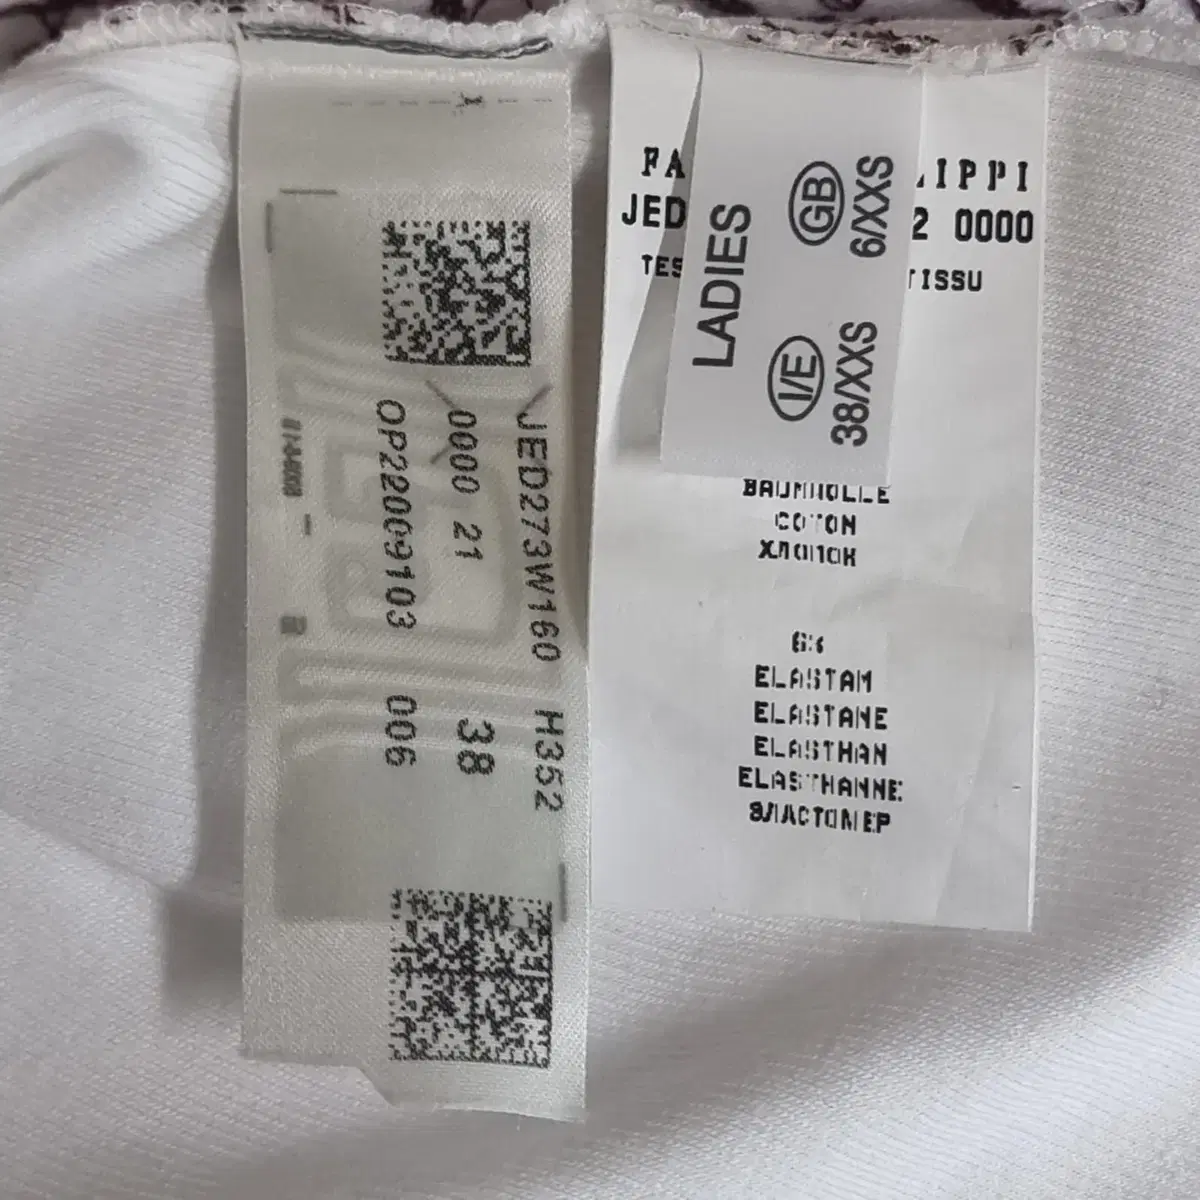 JED273W160 H352
0000 21 38
OP22009103 006
LADIES
GB
6/XXS
I/E
38/XXS
FA
IPPI
JED
2 0000
TES
TISSU
BAUMWOLLE
COTON
ХЛОПОК
6%
ELASTAM
ELASTANE
ELASTHAN
ELASTHANNE
ЭЛАСТОМЕР